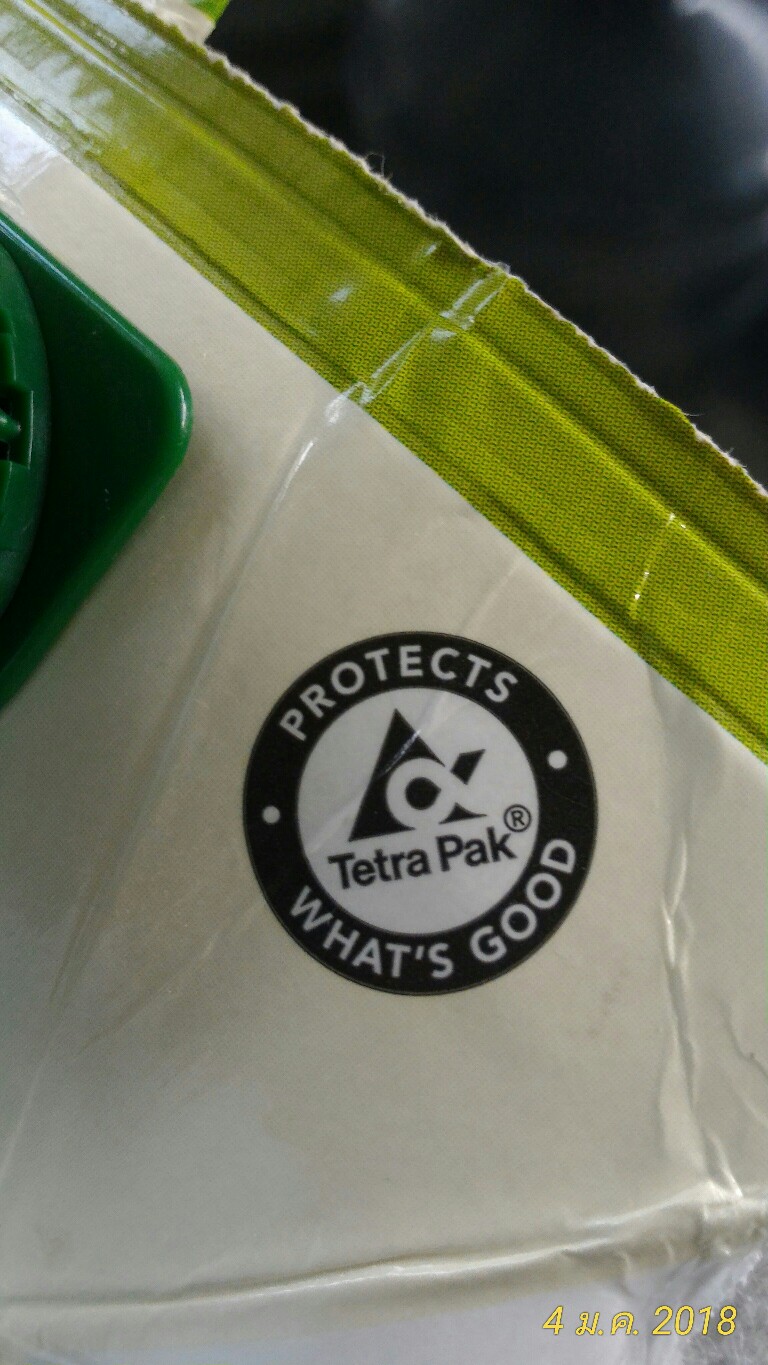 PROTECTS
Tetra Pak®
WHAT'S GOOD
4 ม.ค. 2018